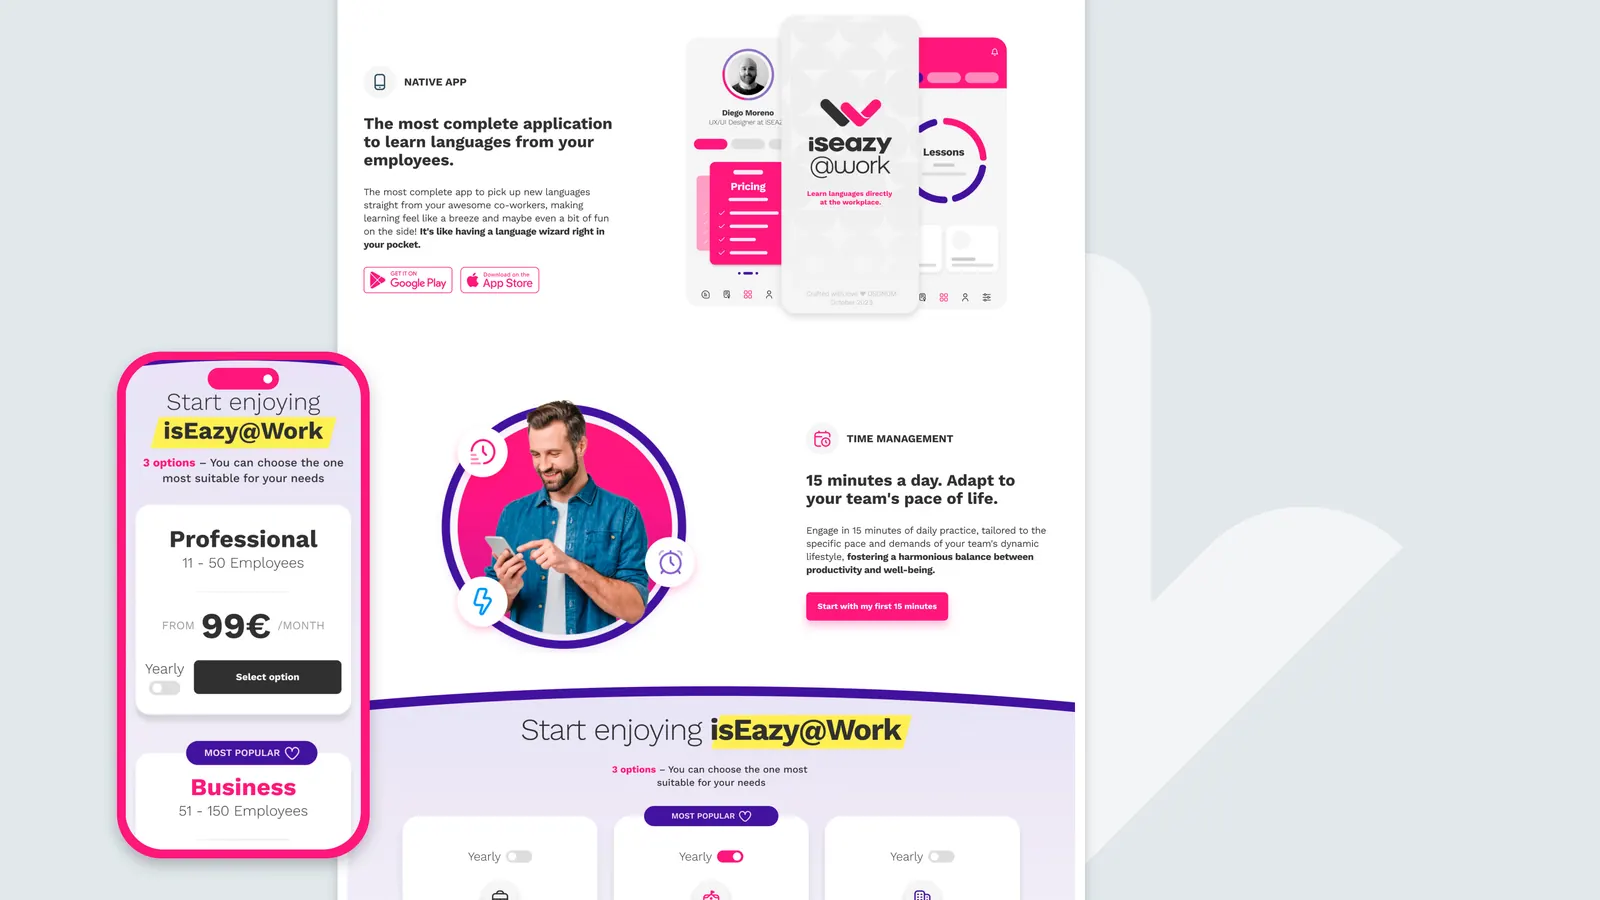 NATIVE APP
The most complete application
to learn languages from your
employees.
The most complete app to pick up new languages
straight from your awesome co-workers, making
learning feel like a breeze and maybe even a bit of fun
on the side! It's like having a language wizard right in
your pocket.
GET IT ON
Google Play
Download on the
App Store
Diego Moreno
UX/UI Designer at iSEAZ
Pricing
iseazy
@work
Learn languages directly
at the workplace.
October 2023
Lessons
TIME MANAGEMENT
15 minutes a day. Adapt to
your team's pace of life.
Engage in 15 minutes of daily practice, tailored to the
specific pace and demands of your team's dynamic
lifestyle, fostering a harmonious balance between
productivity and well-being.
Start with my first 15 minutes
Start enjoying
isEazy@Work
3 options – You can choose the one
most suitable for your needs
Professional
11 - 50 Employees
FROM 99€ /MONTH
Yearly
Select option
MOST POPULAR
Business
51 - 150 Employees
Start enjoying isEazy@Work
3 options – You can choose the one most
suitable for your needs
MOST POPULAR
Yearly
Yearly
Yearly